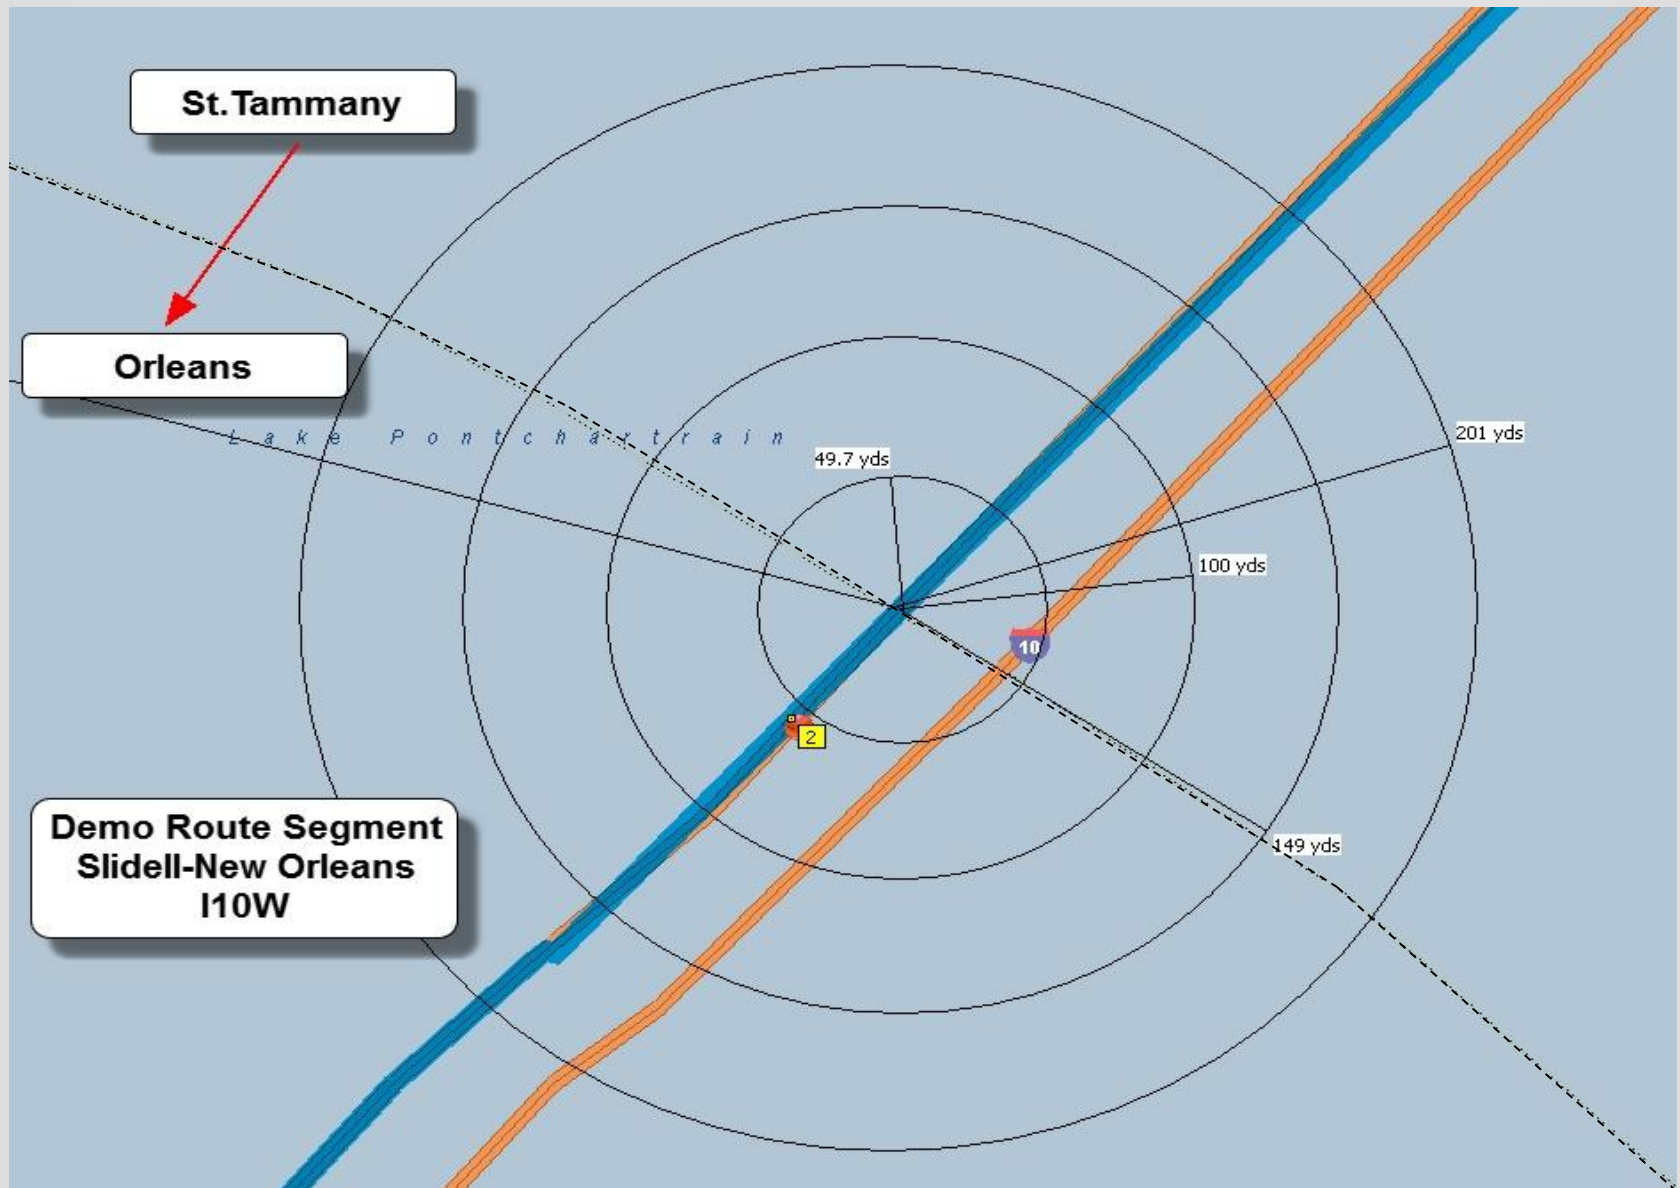 St.Tammany
Orleans
Lake Pontchartrain
49.7 yds
201 yds
100 yds
10
2
149 yds
Demo Route Segment
Slidell-New Orleans
I10W